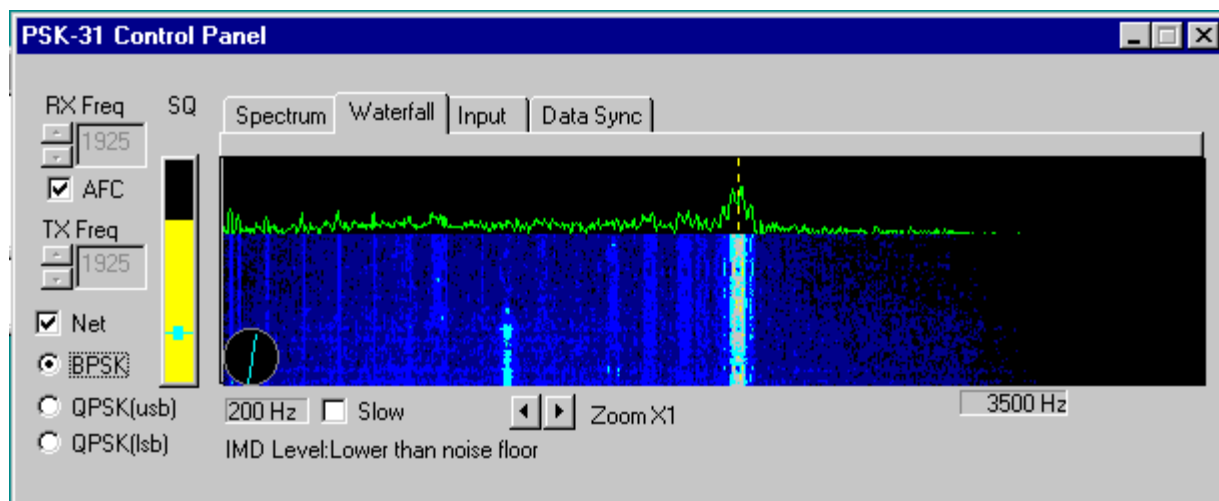 PSK-31 Control Panel
RX Freq
SQ
1925
AFC
TX Freq
1925
Net
BPSK
QPSK(usb)
QPSK(lsb)
Spectrum Waterfall Input Data Sync
200 Hz Slow Zoom X1 3500 Hz
IMD Level:Lower than noise floor